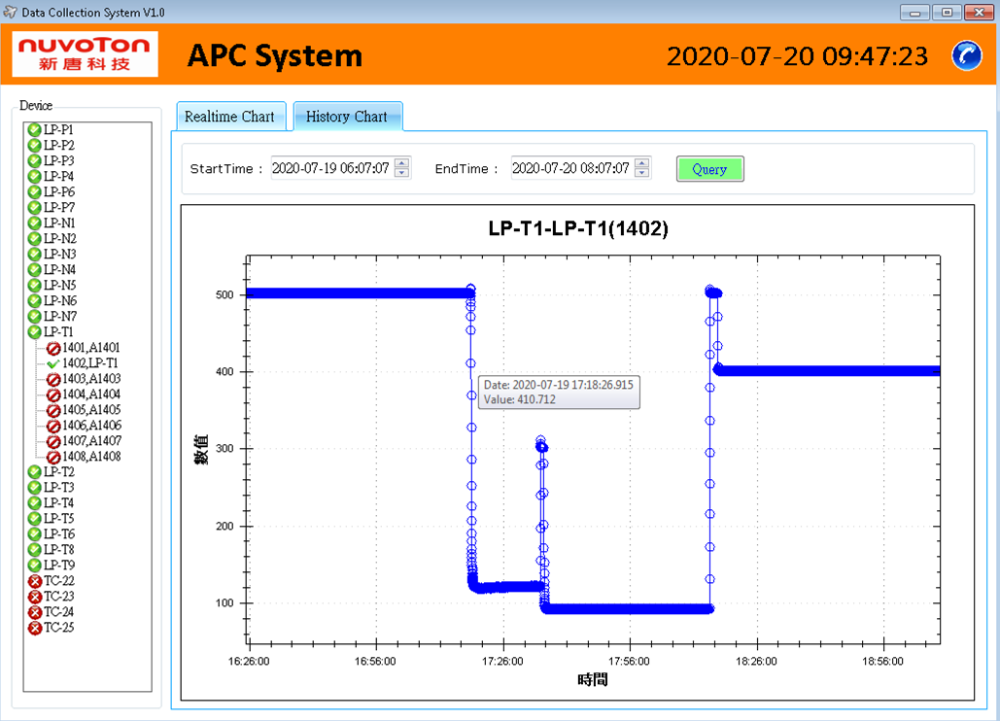 Data Collection System V1.0
nuvoTon
新唐科技
APC System
2020-07-20 09:47:23
Device
LP-P1
LP-P2
LP-P3
LP-P4
LP-P6
LP-P7
LP-N1
LP-N2
LP-N3
LP-N4
LP-N5
LP-N6
LP-N7
LP-T1
1401,A1401
1402,LP-T1
1403,A1403
1404,A1404
1405,A1405
1406,A1406
1407,A1407
1408,A1408
LP-T2
LP-T3
LP-T4
LP-T5
LP-T6
LP-T8
LP-T9
TC-22
TC-23
TC-24
TC-25
Realtime Chart History Chart
StartTime : 2020-07-19 06:07:07 EndTime : 2020-07-20 08:07:07 Query
LP-T1-LP-T1(1402)
500
400
Date: 2020-07-19 17:18:26.915
Value: 410.712
數值
300
200
100
16:26:00 16:56:00 17:26:00 17:56:00 18:26:00 18:56:00
時間